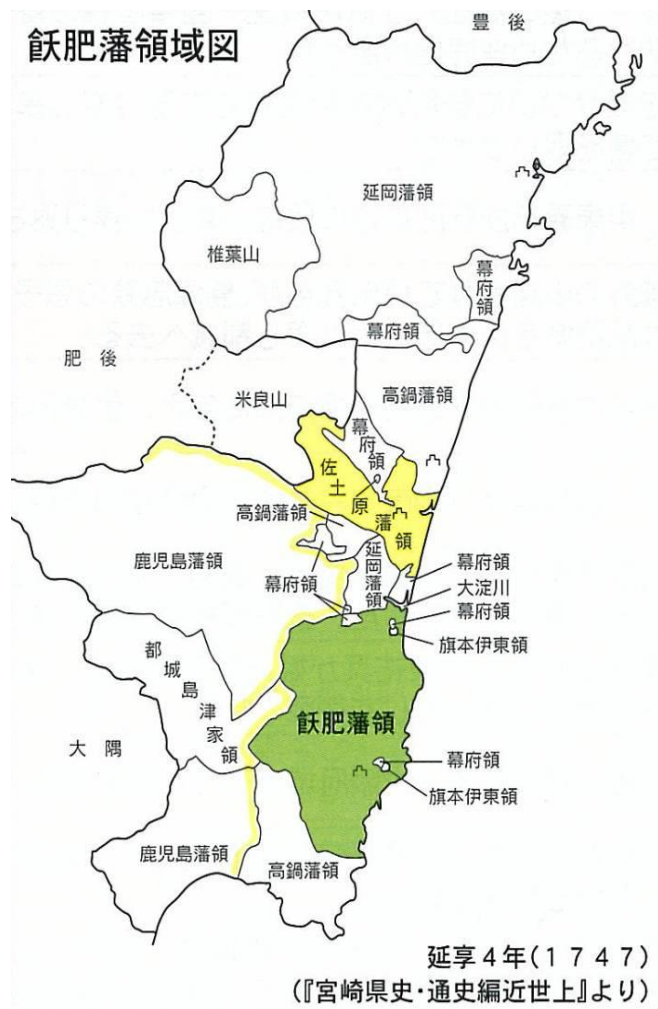 飫肥藩領域図
豊後
延岡藩領
椎葉山
幕府領
幕府領
肥後
米良山
高鍋藩領
幕府領
佐土原藩領
高鍋藩領
鹿児島藩領
幕府領
延岡藩領
幕府領
大淀川
幕府領
旗本伊東領
都城島津家領
飫肥藩領
大隅
幕府領
旗本伊東領
鹿児島藩領
高鍋藩領
延享4年(1747)
(『宮崎県史・通史編近世上』より)